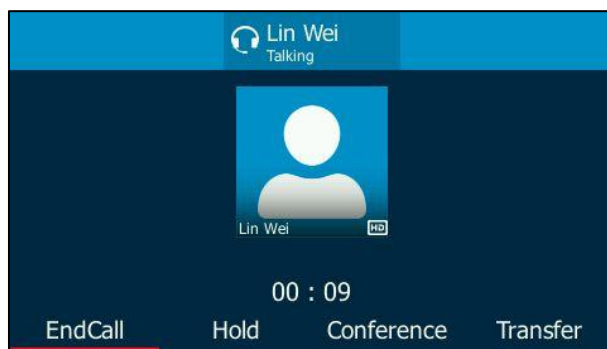 Lin Wei
Talking
Lin Wei HD
00 : 09
EndCall Hold Conference Transfer